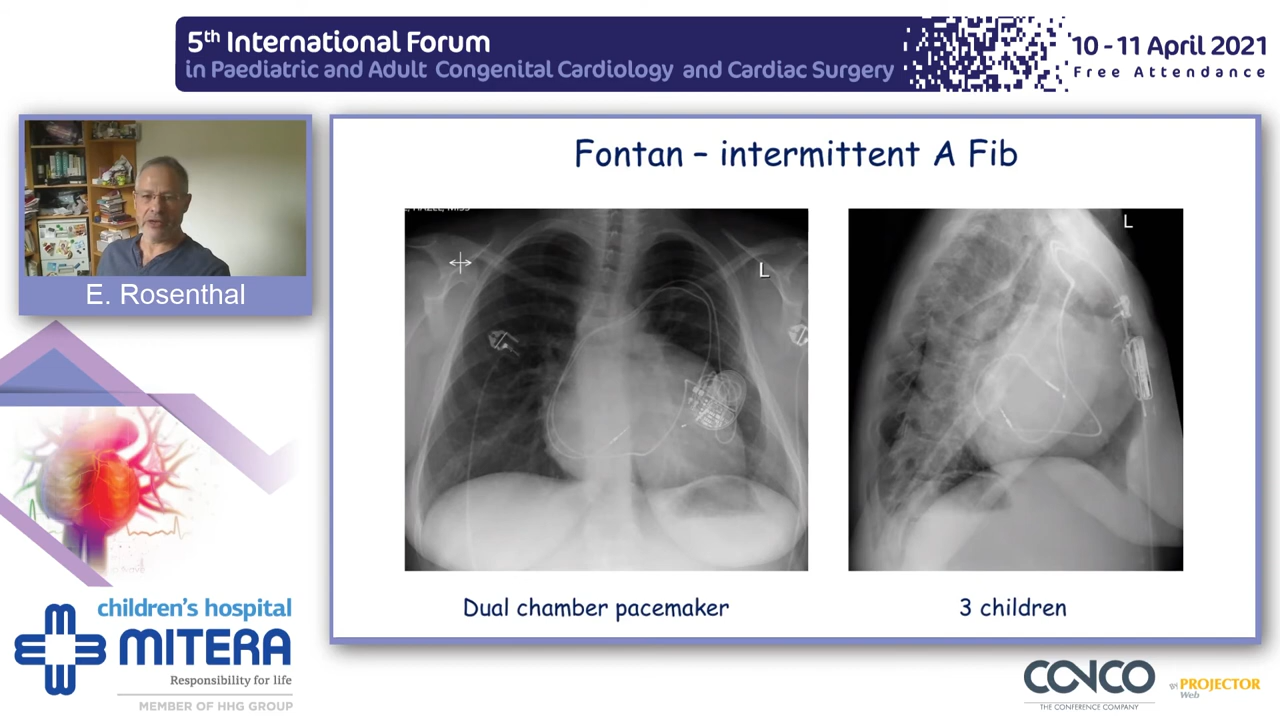 5th International Forum
in Paediatric and Adult Congenital Cardiology and Cardiac Surgery
10 - 11 April 2021
Free Attendance
E. Rosenthal
Fontan – intermittent A Fib
L
L
Dual chamber pacemaker
3 children
children's hospital
MITERA
Responsibility for life
MEMBER OF HHG GROUP
CONCO
THE CONFERENCE COMPANY
PROJECTOR
Web